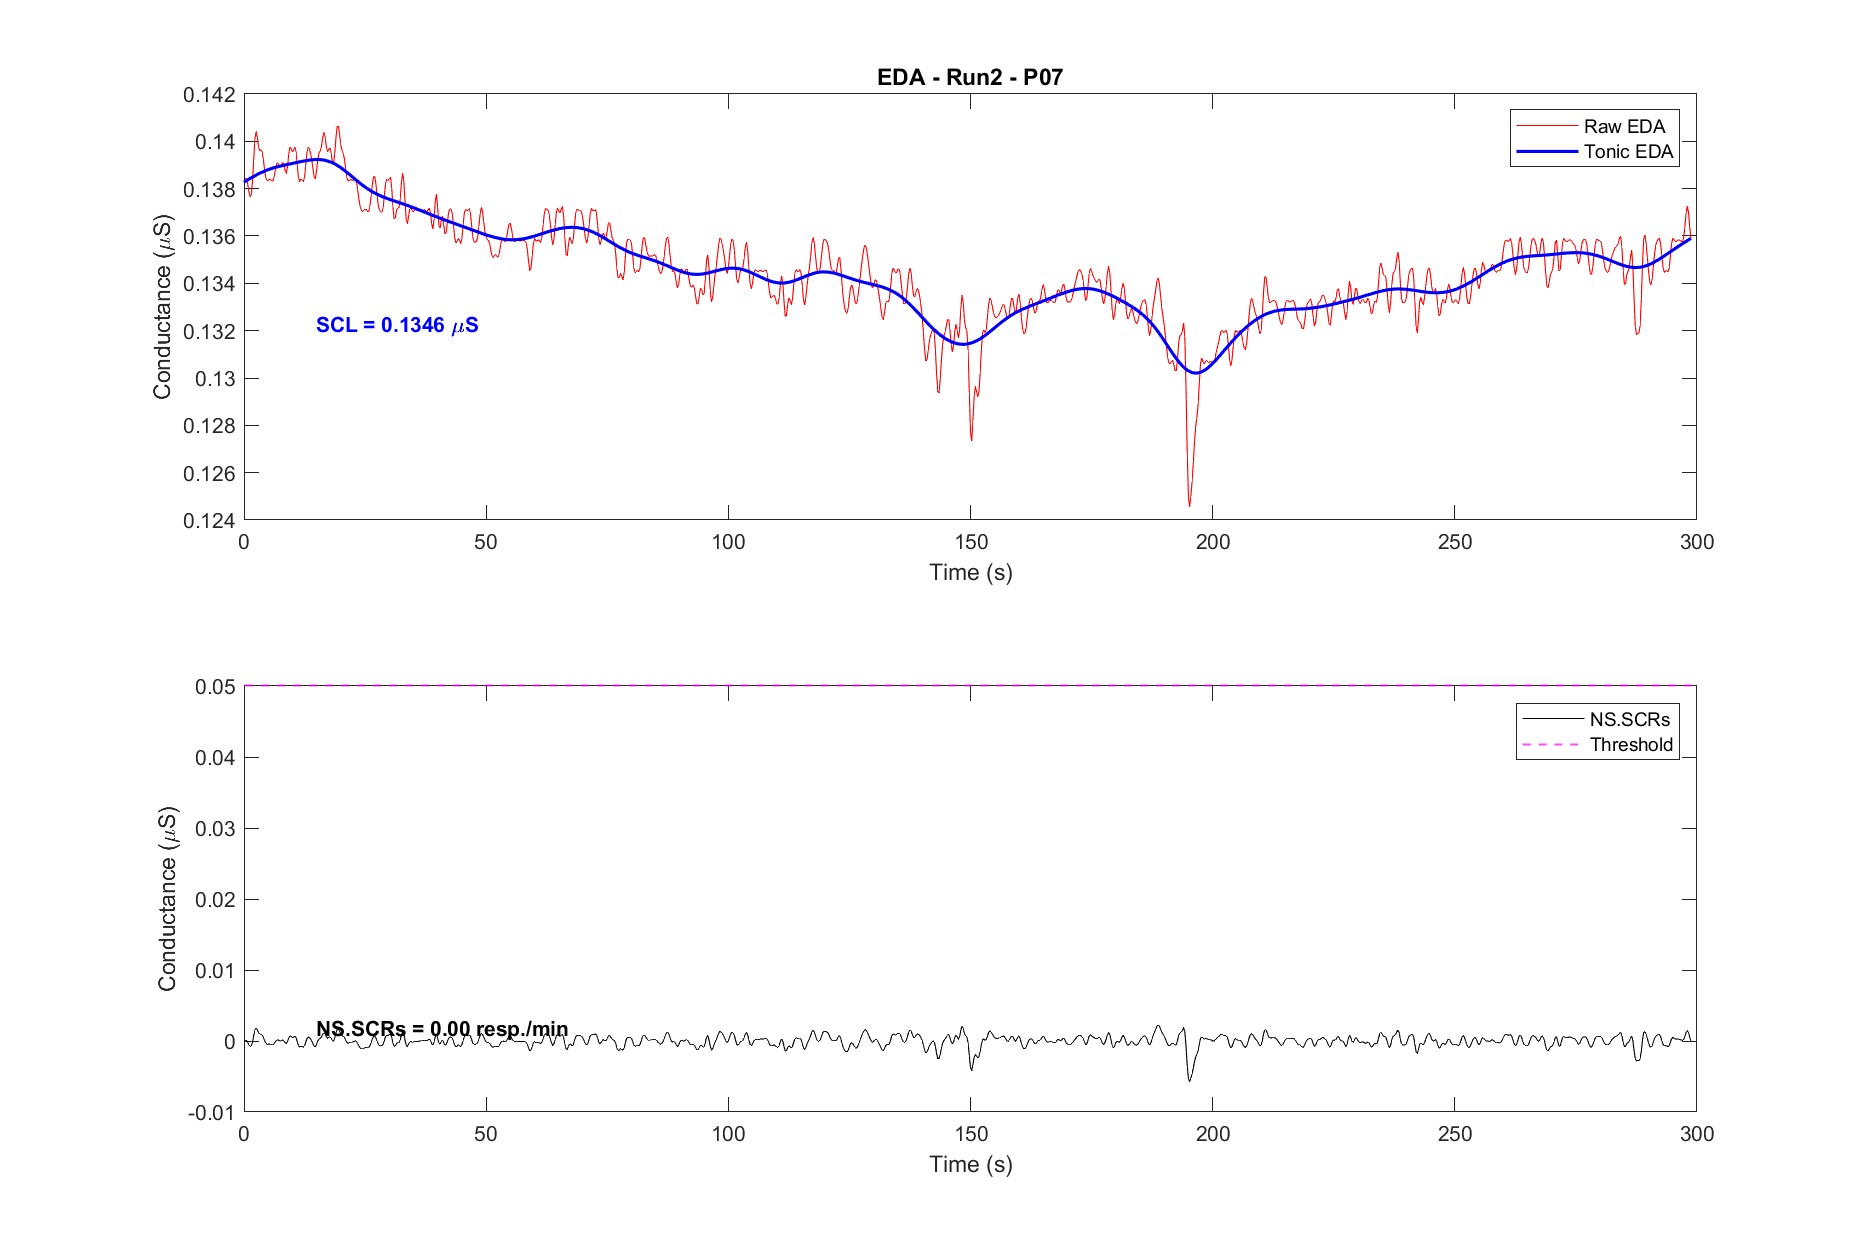 EDA - Run2 - P07
0.142
0.14
0.138
0.136
0.134
0.132
0.13
0.128
0.126
0.124
Conductance (μS)
Raw EDA
Tonic EDA
SCL = 0.1346 μS
0 50 100 150 200 250 300
Time (s)
0.05
0.04
0.03
0.02
0.01
0
-0.01
Conductance (μS)
NS.SCRs
Threshold
NS.SCRs = 0.00 resp./min
0 50 100 150 200 250 300
Time (s)